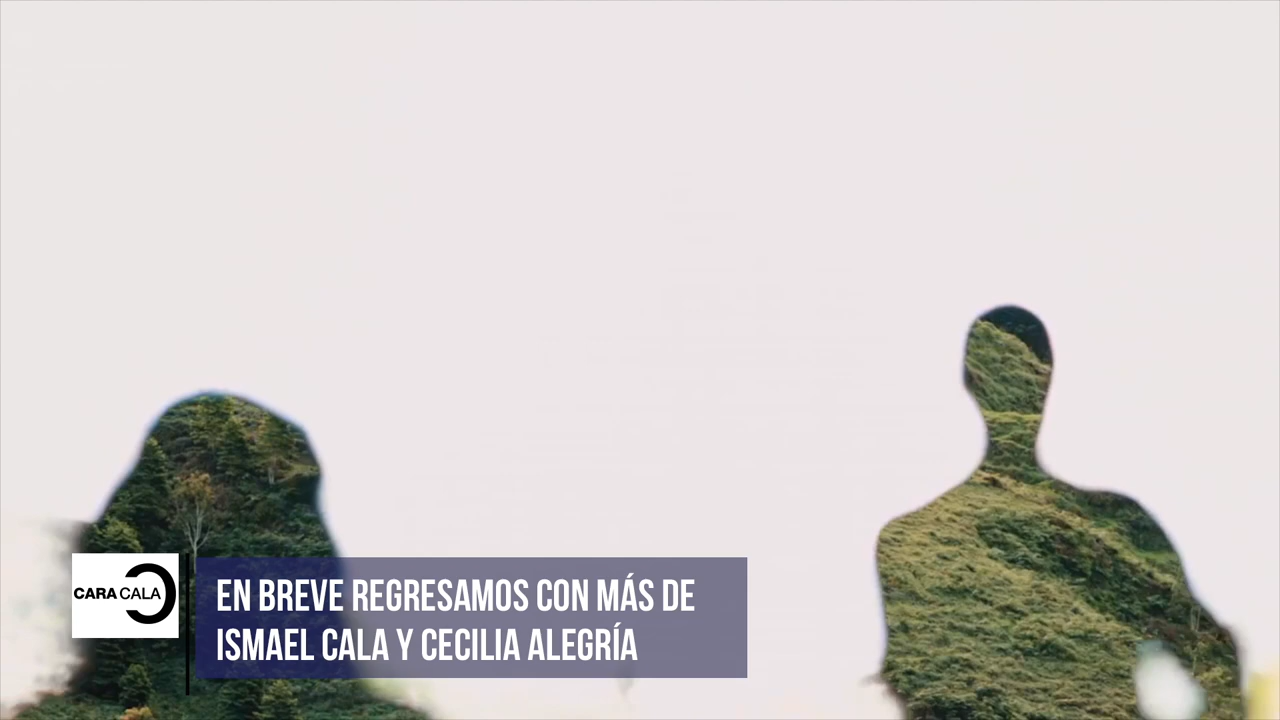 CARA CALA
EN BREVE REGRESAMOS CON MÁS DE
ISMAEL CALA Y CECILIA ALEGRÍA